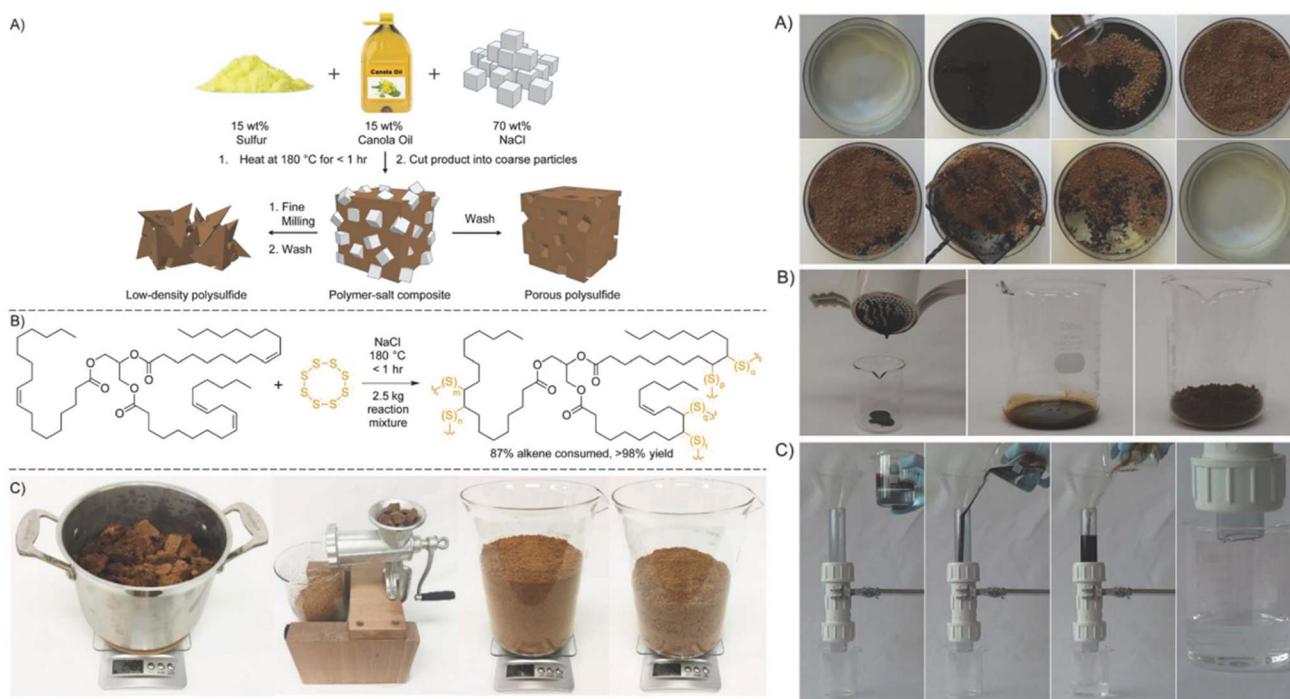 A)
Canola Oil
+
+
15 wt%
Sulfur
15 wt%
Canola Oil
70 wt%
NaCl
1. Heat at 180 °C for < 1 hr
2. Cut product into coarse particles
1. Fine
Milling
2. Wash
Wash
Low-density polysulfide
Polymer-salt composite
Porous polysulfide
B)
O
O
O
O
O
O
+
S
S
S
S
S
S
S
S
NaCl
180 °C
< 1 hr
2.5 kg
reaction
mixture
O
O
O
O
O
O
(S)m
(S)n
(S)o
(S)p
(S)q
(S)r
87% alkene consumed, >98% yield
C)
A)
B)
C)